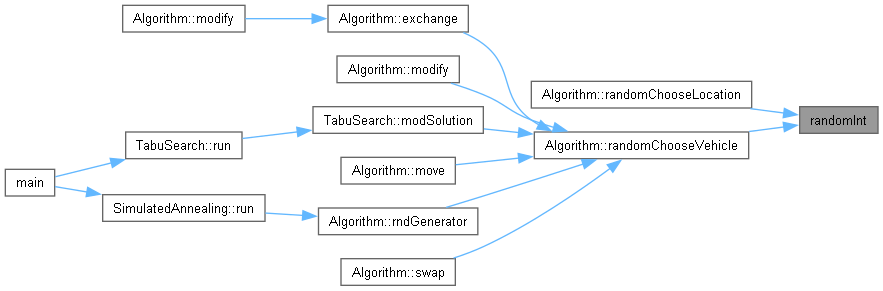 Algorithm::modify
Algorithm::exchange
Algorithm::modify
Algorithm::randomChooseLocation
TabuSearch::modSolution
randomInt
TabuSearch::run
Algorithm::randomChooseVehicle
Algorithm::move
main
SimulatedAnnealing::run
Algorithm::rndGenerator
Algorithm::swap